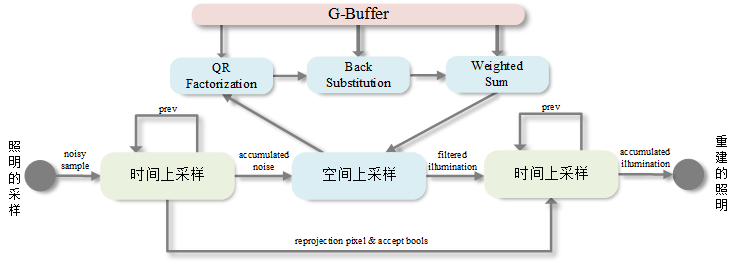 G-Buffer
QR
Factorization
Back
Substitution
Weighted
Sum
prev
prev
照明的采样
noisy
sample
时间上采样
accumulated
noise
空间上采样
filtered
illumination
时间上采样
accumulated
illumination
重建的照明
reprojection pixel & accept bools